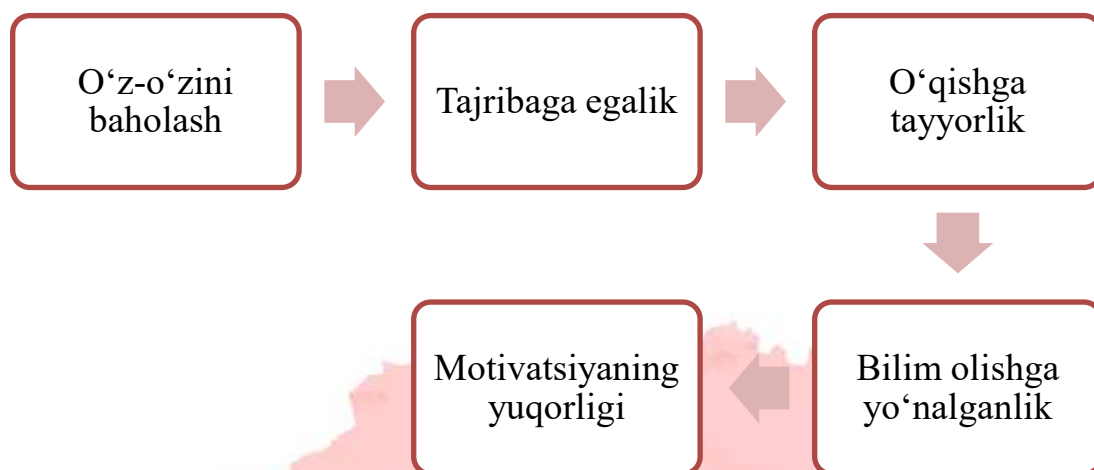 O‘z-o‘zini
baholash
Tajribaga egalik
O‘qishga
tayyorlik
Bilim olishga
yo‘nalganlik
Motivatsiyaning
yuqorligi